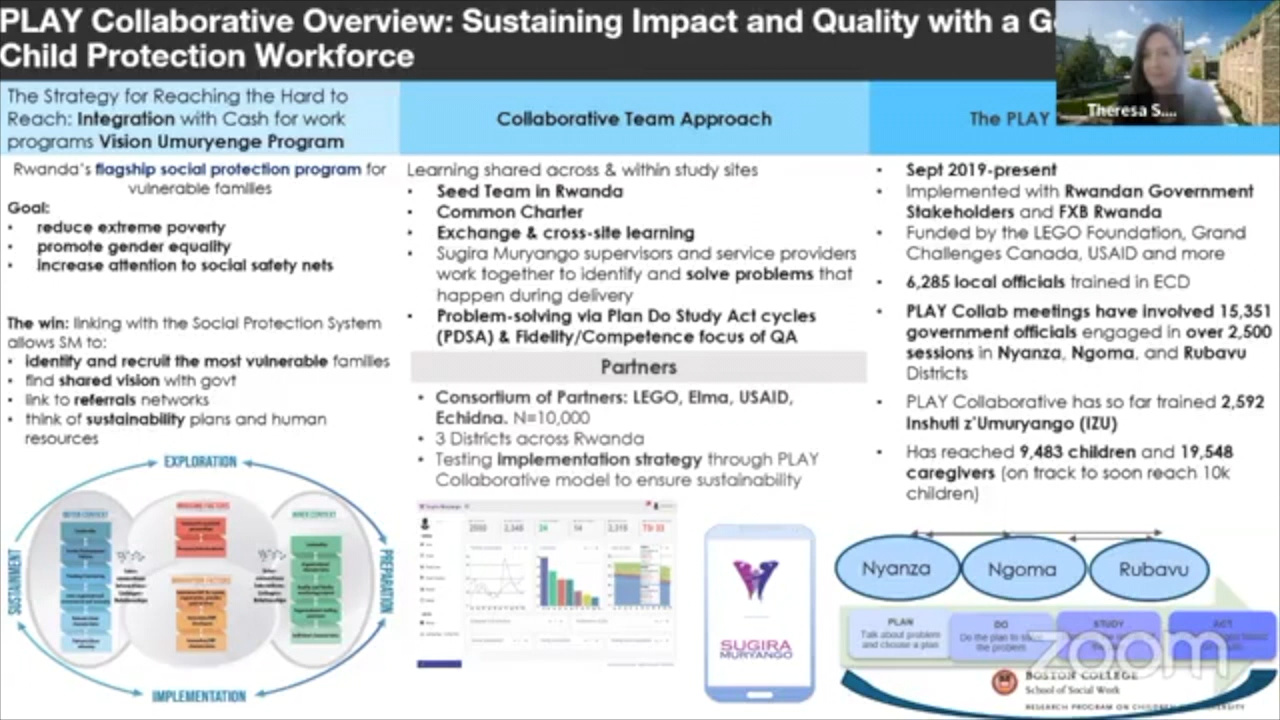 PLAY Collaborative Overview: Sustaining Impact and Quality with a
Child Protection Workforce
Theresa S....
The Strategy for Reaching the Hard to
Reach: Integration with Cash for work
programs Vision Umuryenge Program
Rwanda's flagship social protection program for
vulnerable families
Goal:
• reduce extreme poverty
• promote gender equality
• increase attention to social safety nets
The win: linking with the Social Protection System
allows SM to:
• identify and recruit the most vulnerable families
• find shared vision with govt
• link to referrals networks
• think of sustainability plans and human
resources
EXPLORATION
PREPARATION
IMPLEMENTATION
SUSTAINMENT
Collaborative Team Approach
Learning shared across & within study sites
• Seed Team in Rwanda
• Common Charter
• Exchange & cross-site learning
• Sugira Muryango supervisors and service providers
work together to identify and solve problems that
happen during delivery
• Problem-solving via Plan Do Study Act cycles
(PDSA) & Fidelity/Competence focus of QA
Partners
• Consortium of Partners: LEGO, Elma, USAID,
Echidna. N=10,000
• 3 Districts across Rwanda
• Testing implementation strategy through PLAY
Collaborative model to ensure sustainability
SUGIRA
MURYANGO
The PLAY
• Sept 2019-present
• Implemented with Rwandan Government
Stakeholders and FXB Rwanda
• Funded by the LEGO Foundation, Grand
Challenges Canada, USAID and more
• 6,285 local officials trained in ECD
• PLAY Collab meetings have involved 15,351
government officials engaged in over 2,500
sessions in Nyanza, Ngoma, and Rubavu
Districts
• PLAY Collaborative has so far trained 2,592
Inshuti z'Umuryango (IZU)
• Has reached 9,483 children and 19,548
caregivers (on track to soon reach 10k
children)
Nyanza
Ngoma
Rubavu
PLAN
Talk about problem
and choose a plan
DO
Do the plan to
the problem
STUDY
ACT
zoom
BOSTON COLLEGE
School of Social Work
RESEARCH PROGRAM ON CHILDREN